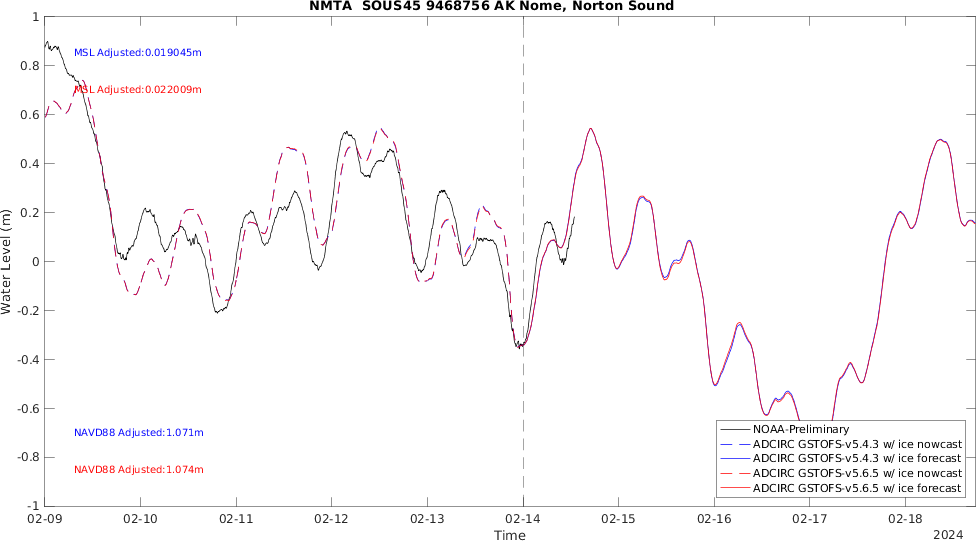 NMTA SOUS45 9468756 AK Nome, Norton Sound
1
0.8
0.6
0.4
0.2
0
-0.2
-0.4
-0.6
-0.8
-1
Water Level (m)
MSL Adjusted:0.019045m
MSL Adjusted:0.022009m
NAVD88 Adjusted:1.071m
NAVD88 Adjusted:1.074m
NOAA-Preliminary
ADCIRC GSTOFS-v5.4.3 w/ ice nowcast
ADCIRC GSTOFS-v5.4.3 w/ ice forecast
ADCIRC GSTOFS-v5.6.5 w/ ice nowcast
ADCIRC GSTOFS-v5.6.5 w/ ice forecast
02-09 02-10 02-11 02-12 02-13 02-14 02-15 02-16 02-17 02-18
Time
2024